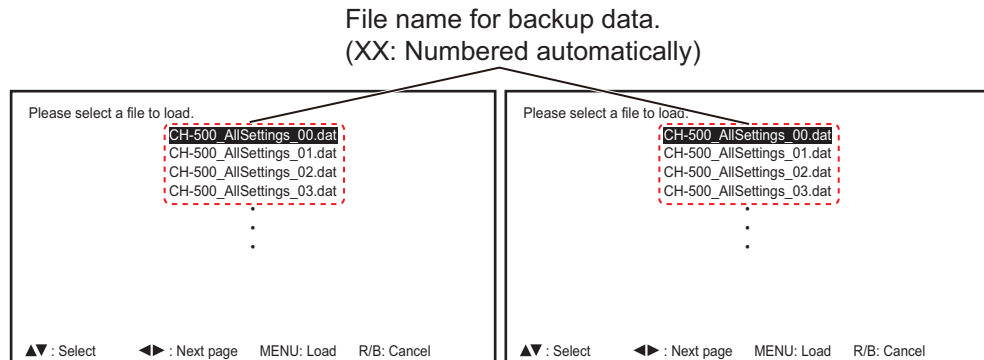 File name for backup data.
(XX: Numbered automatically)
Please select a file to load.
CH-500_AllSettings_00.dat
CH-500_AllSettings_01.dat
CH-500_AllSettings_02.dat
CH-500_AllSettings_03.dat
▲▼ : Select ◀▶ : Next page MENU: Load R/B: Cancel
Please select a file to load.
CH-500_AllSettings_00.dat
CH-500_AllSettings_01.dat
CH-500_AllSettings_02.dat
CH-500_AllSettings_03.dat
▲▼ : Select ◀▶ : Next page MENU: Load R/B: Cancel